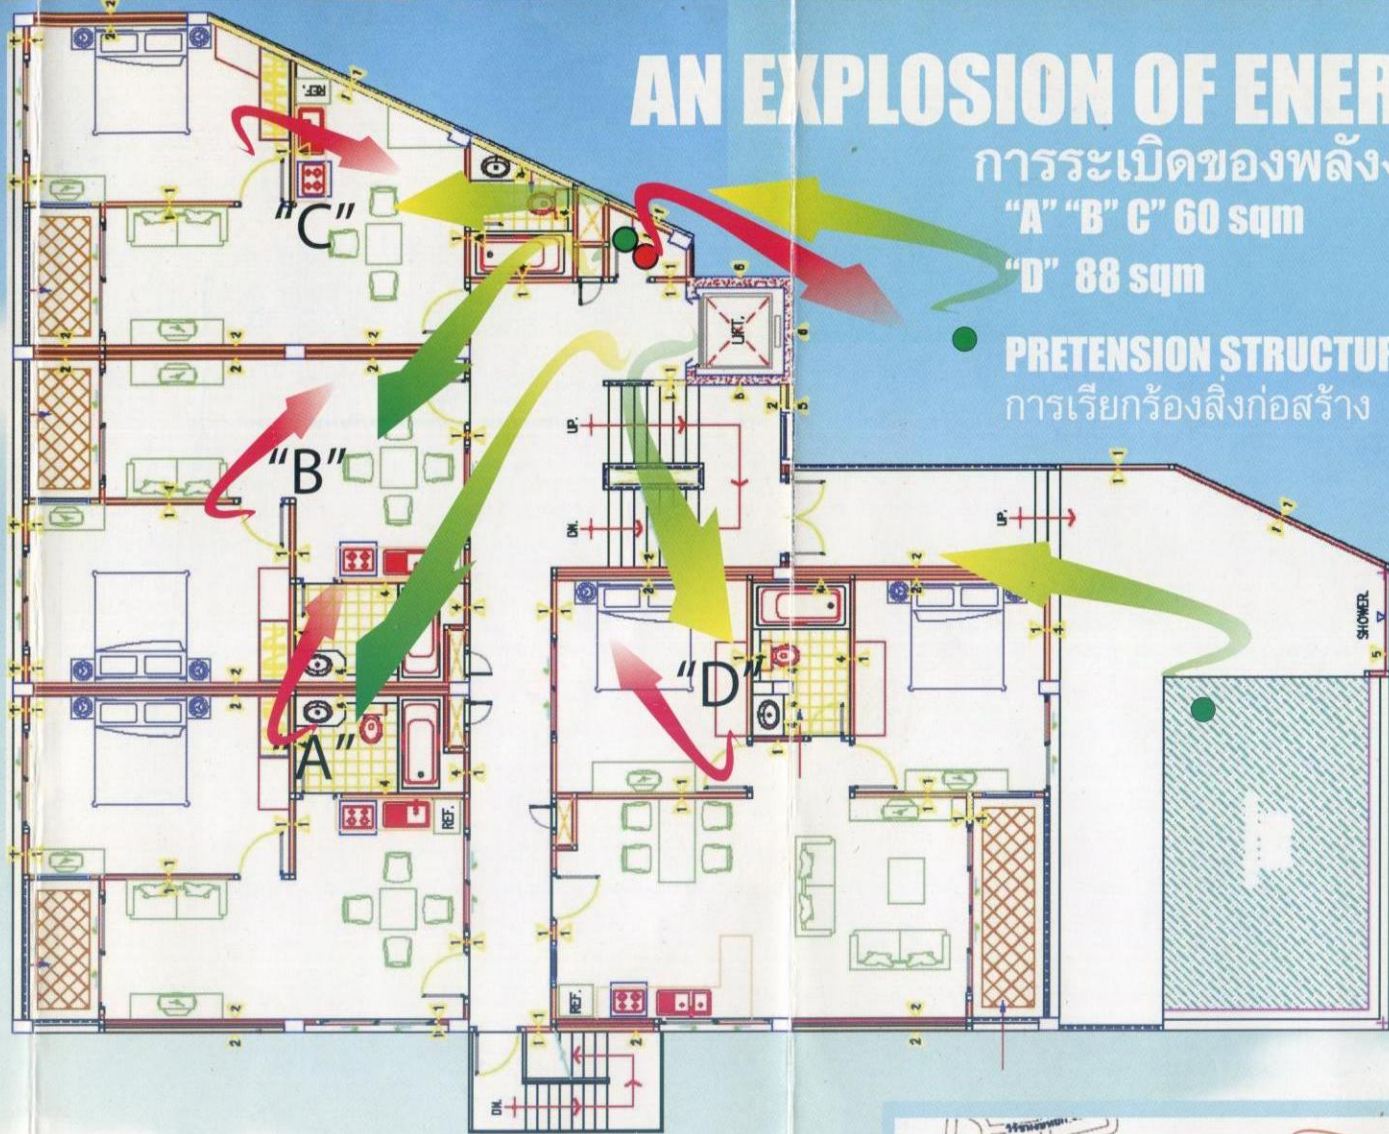 AN EXPLOSION OF ENER
การระเบิดของพลังง
“A” “B” C” 60 sqm
“D” 88 sqm
PRETENSION STRUCTUR
การเรียกร้องสิ่งก่อสร้าง
REF.
“C”
LIFT.
UP.
“B”
DN.
UP.
SHOWER
“D”
“A”
REF.
REF.
DN.